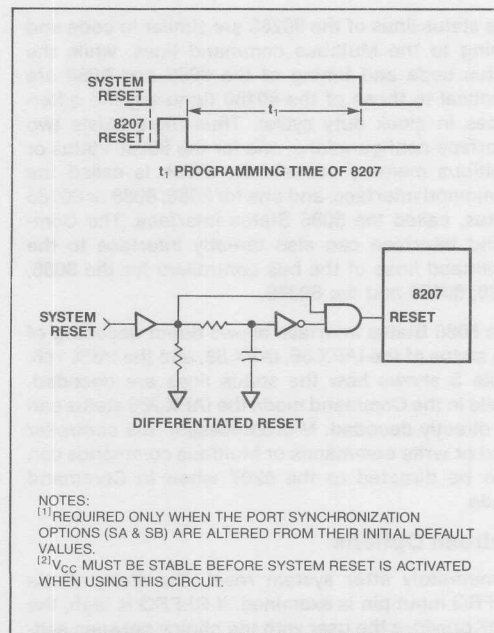 SYSTEM
RESET
8207
RESET
t₁
t₁ PROGRAMMING TIME OF 8207
8207
RESET
SYSTEM
RESET
DIFFERENTIATED RESET
NOTES:
[1] REQUIRED ONLY WHEN THE PORT SYNCHRONIZATION
OPTIONS (SA & SB) ARE ALTERED FROM THEIR INITIAL DEFAULT
VALUES.
[2] VCC MUST BE STABLE BEFORE SYSTEM RESET IS ACTIVATED
WHEN USING THIS CIRCUIT.